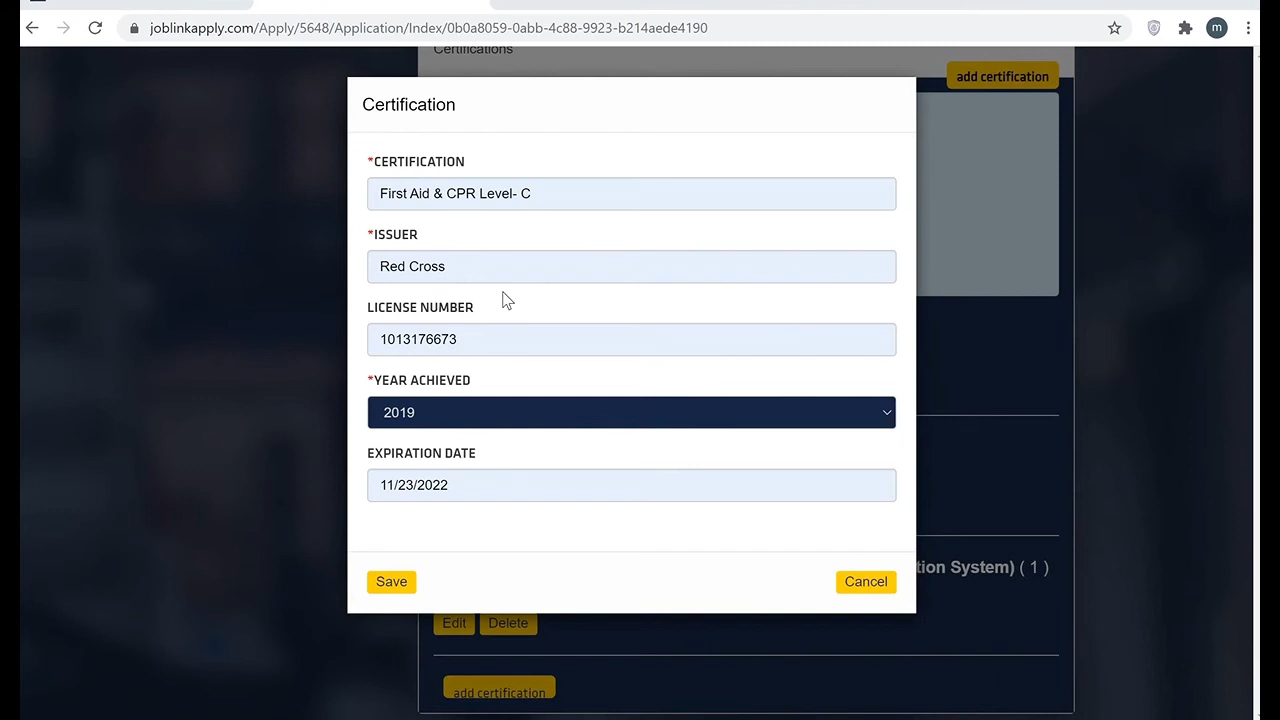 joblinkapply.com/Apply/5648/Application/Index/0b0a8059-0abb-4c88-9923-b214aede4190
m
Certifications
add certification
Certification
*CERTIFICATION
First Aid & CPR Level- C
*ISSUER
Red Cross
LICENSE NUMBER
1013176673
*YEAR ACHIEVED
2019
EXPIRATION DATE
11/23/2022
tion System) ( 1 )
Save
Cancel
Edit
Delete
add certification